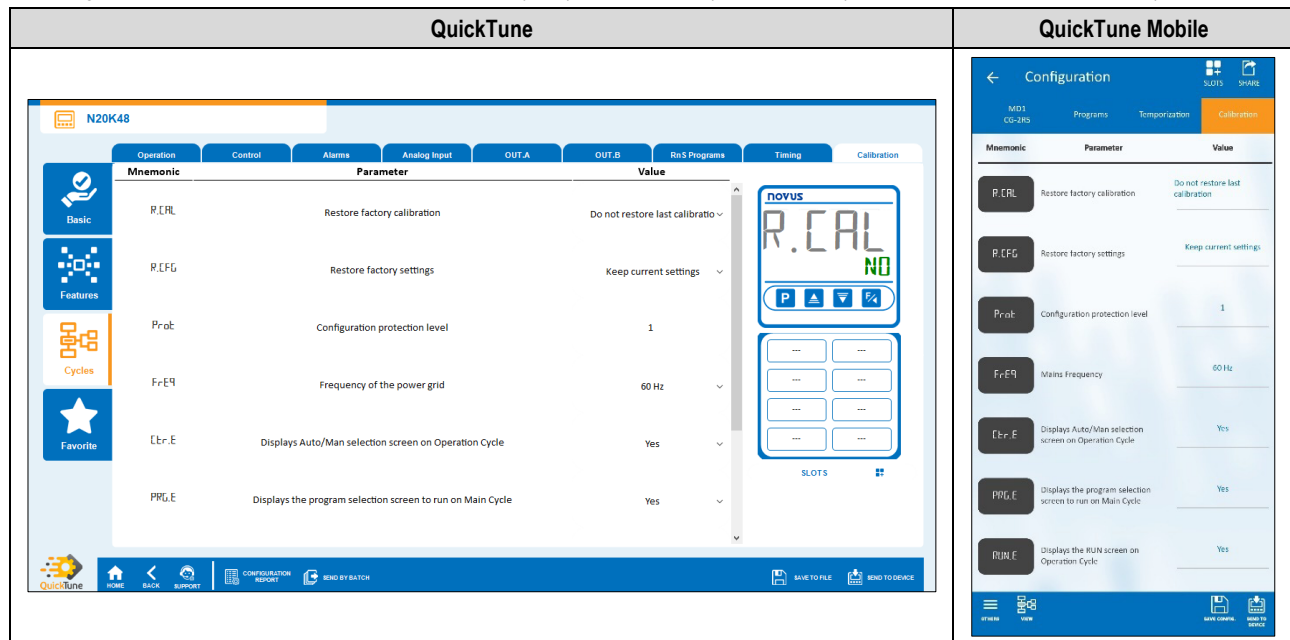 QuickTune
QuickTune Mobile
N20K48
Operation Control Alarms Analog Input OUT.A OUT.B RnS Programs Timing Calibration
Mnemonic Parameter Value
Basic
Features
Cycles
Favorite
R.CAL Restore factory calibration Do not restore last calibratio
R.CFG Restore factory settings Keep current settings
Prot Configuration protection level 1
FrEq Frequency of the power grid 60 Hz
Ctr.E Displays Auto/Man selection screen on Operation Cycle Yes
PRG.E Displays the program selection screen to run on Main Cycle Yes
novus
R.CAL
NO
P F/
--- ---
--- ---
--- ---
--- ---
SLOTS
QuickTune
HOME BACK SUPPORT
CONFIGURATION
REPORT
SEND BY BATCH
SAVE TO FILE SEND TO DEVICE
Configuration
SLOTS SHARE
MD1
CG-2R5
Programs Temporization Calibration
Mnemonic Parameter Value
R.CAL Restore factory calibration
Do not restore last
calibration
R.CFG Restore factory settings Keep current settings
Prot Configuration protection level 1
FrEq Mains Frequency 60 Hz
Ctr.E
Displays Auto/Man selection
screen on Operation Cycle
Yes
PRG.E
Displays the program selection
screen to run on Main Cycle
Yes
RUN.E
Displays the RUN screen on
Operation Cycle
Yes
OTHERS VIEW
SAVE CONFIG.
SEND TO
DEVICE